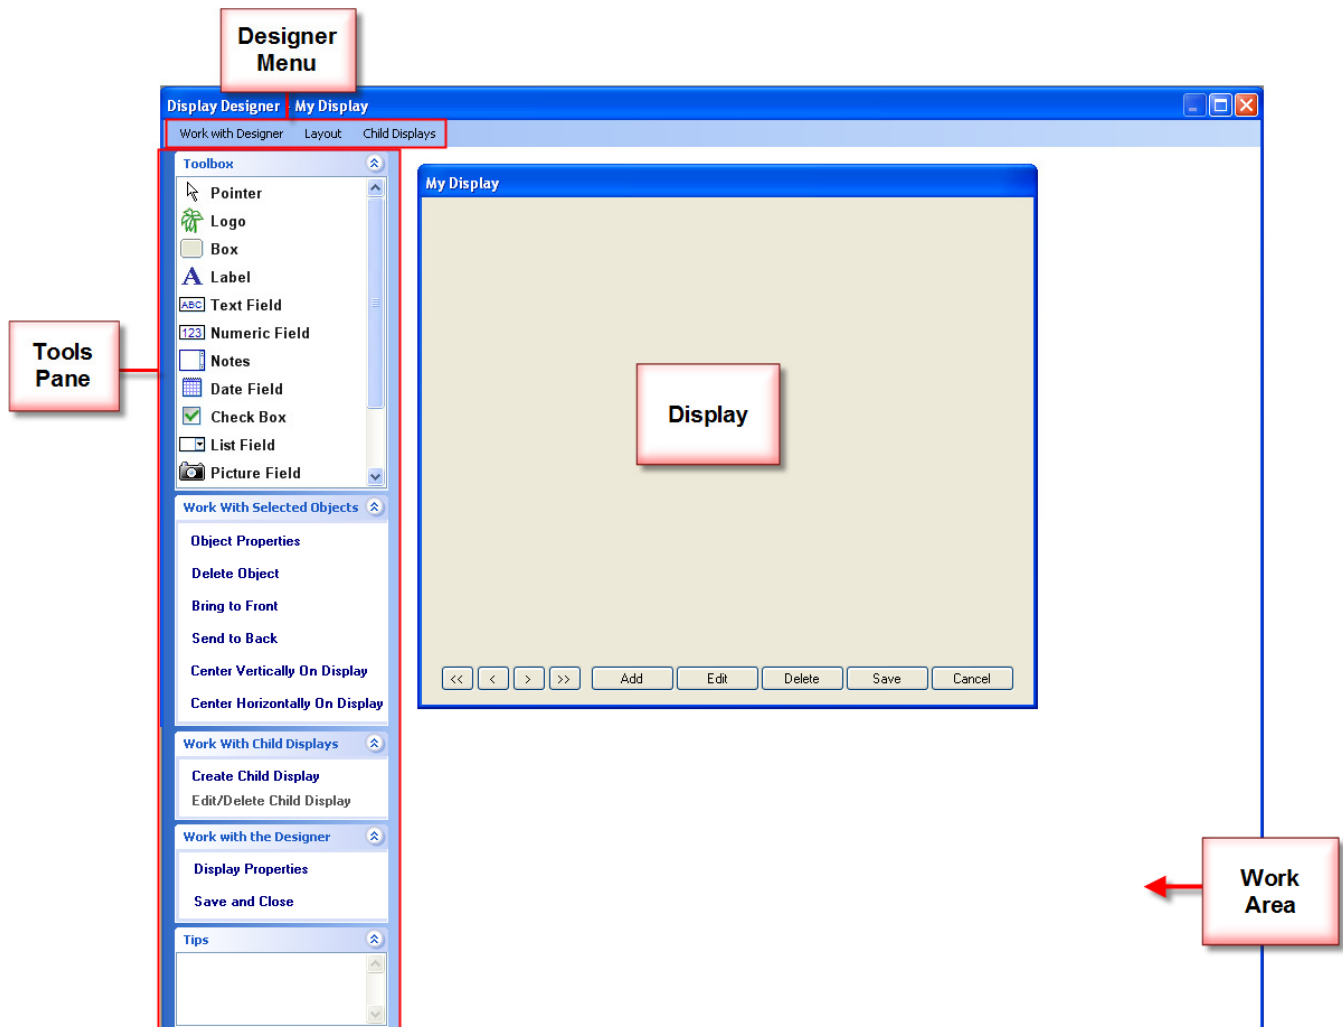 Designer
Menu
Display Designer - My Display
Work with Designer Layout Child Displays
Toolbox
Pointer
Logo
Box
A Label
ABC Text Field
123 Numeric Field
Notes
Date Field
Check Box
List Field
Picture Field
Work With Selected Objects
Object Properties
Delete Object
Bring to Front
Send to Back
Center Vertically On Display
Center Horizontally On Display
Work With Child Displays
Create Child Display
Edit/Delete Child Display
Work with the Designer
Display Properties
Save and Close
Tips
Tools
Pane
My Display
Display
<< < > >> Add Edit Delete Save Cancel
Work
Area